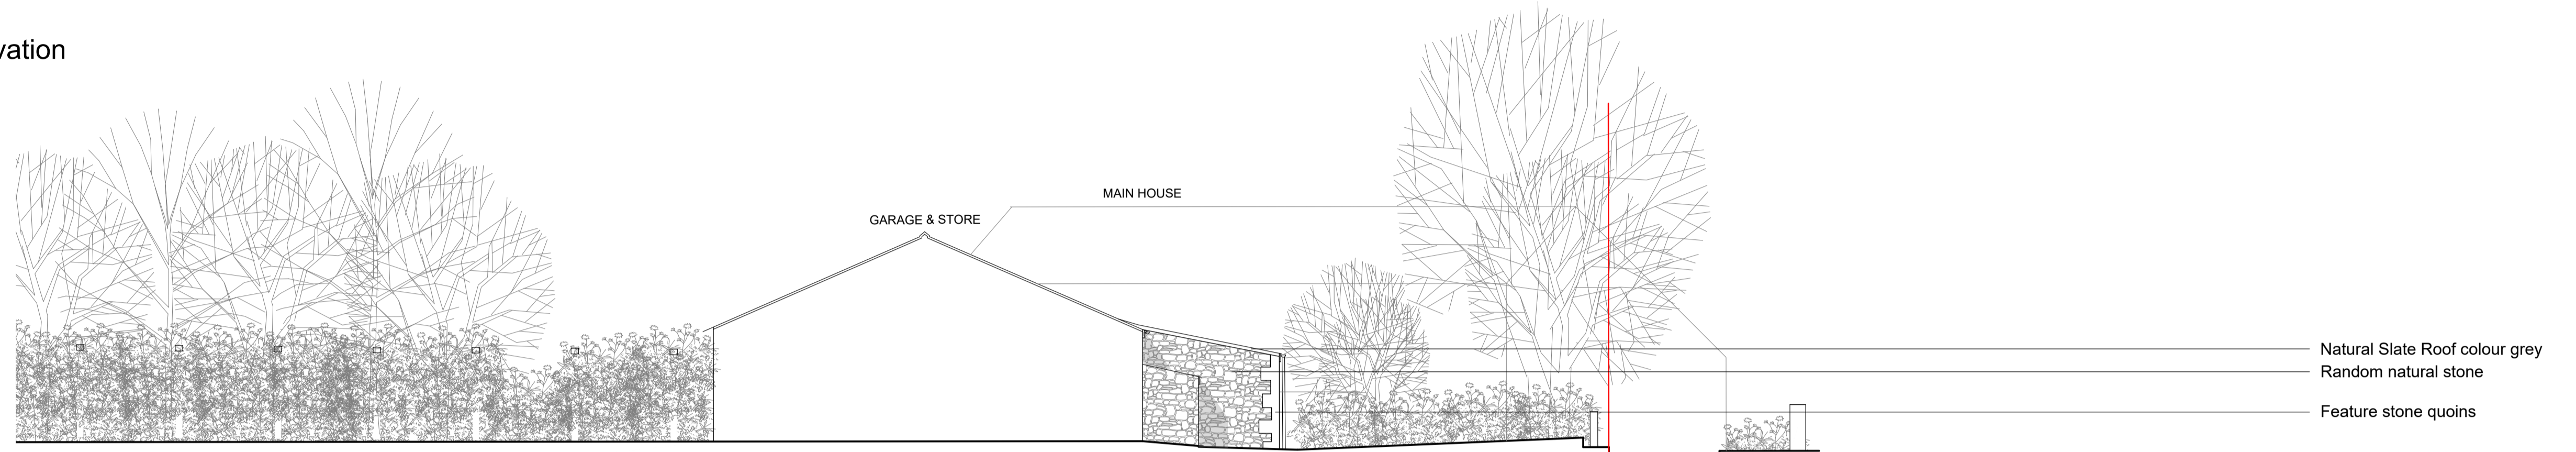 vation
MAIN HOUSE
GARAGE & STORE
Natural Slate Roof colour grey
Random natural stone
Feature stone quoins